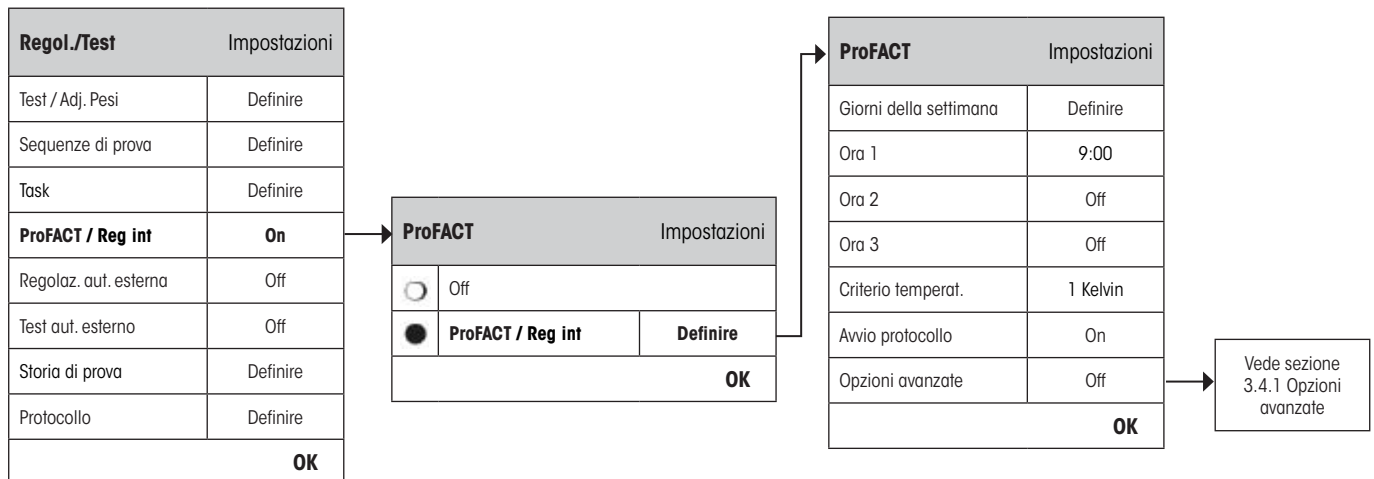 Regol./Test Impostazioni
Test / Adj. Pesi Definire
Sequenze di prova Definire
Task Definire
ProFACT / Reg int On
Regolaz. aut. esterna Off
Test aut. esterno Off
Storia di prova Definire
Protocollo Definire
OK
ProFACT Impostazioni
Off
ProFACT / Reg int Definire
OK
ProFACT Impostazioni
Giorni della settimana Definire
Ora 1 9:00
Ora 2 Off
Ora 3 Off
Criterio temperat. 1 Kelvin
Avvio protocollo On
Opzioni avanzate Off
OK
Vede sezione
3.4.1 Opzioni
avanzate